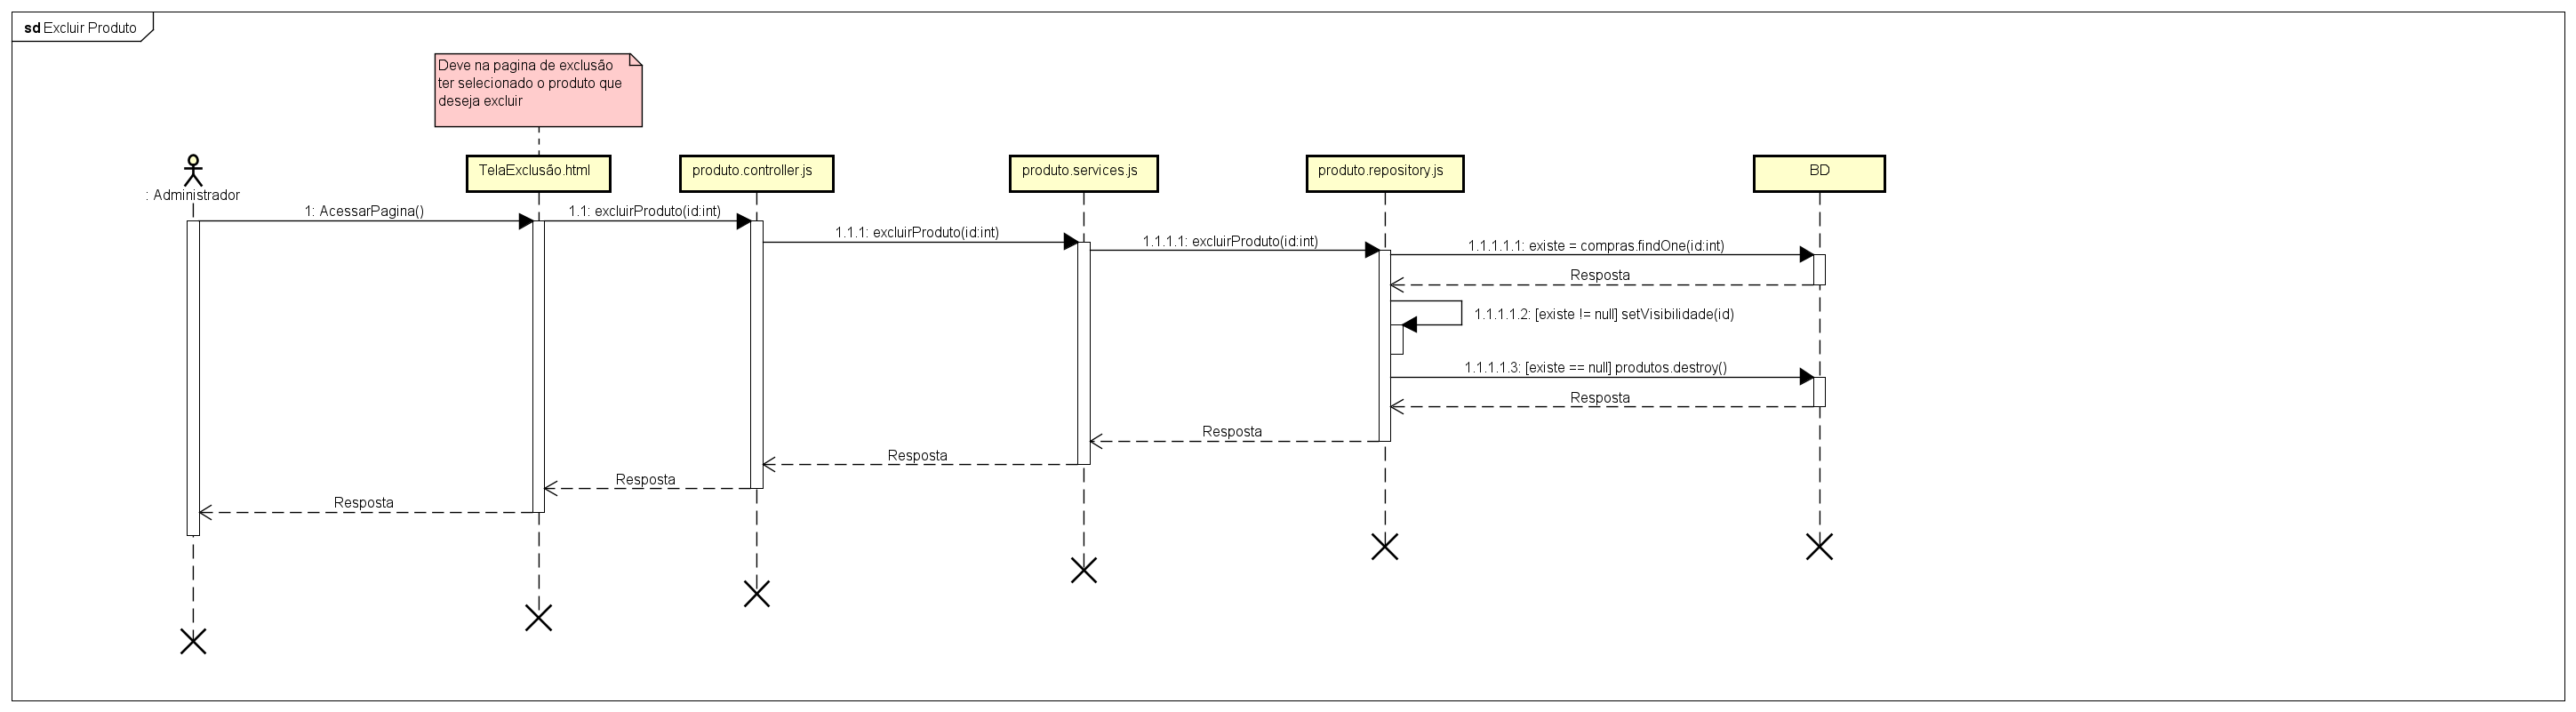 sd Excluir Produto
Deve na pagina de exclusão
ter selecionado o produto que
deseja excluir
: Administrador
TelaExclusão.html
produto.controller.js
produto.services.js
produto.repository.js
BD
1: AcessarPagina()
1.1: excluirProduto(id:int)
1.1.1: excluirProduto(id:int)
1.1.1.1: excluirProduto(id:int)
1.1.1.1.1: existe = compras.findOne(id:int)
Resposta
1.1.1.1.2: [existe != null] setVisibilidade(id)
1.1.1.1.3: [existe == null] produtos.destroy()
Resposta
Resposta
Resposta
Resposta
Resposta